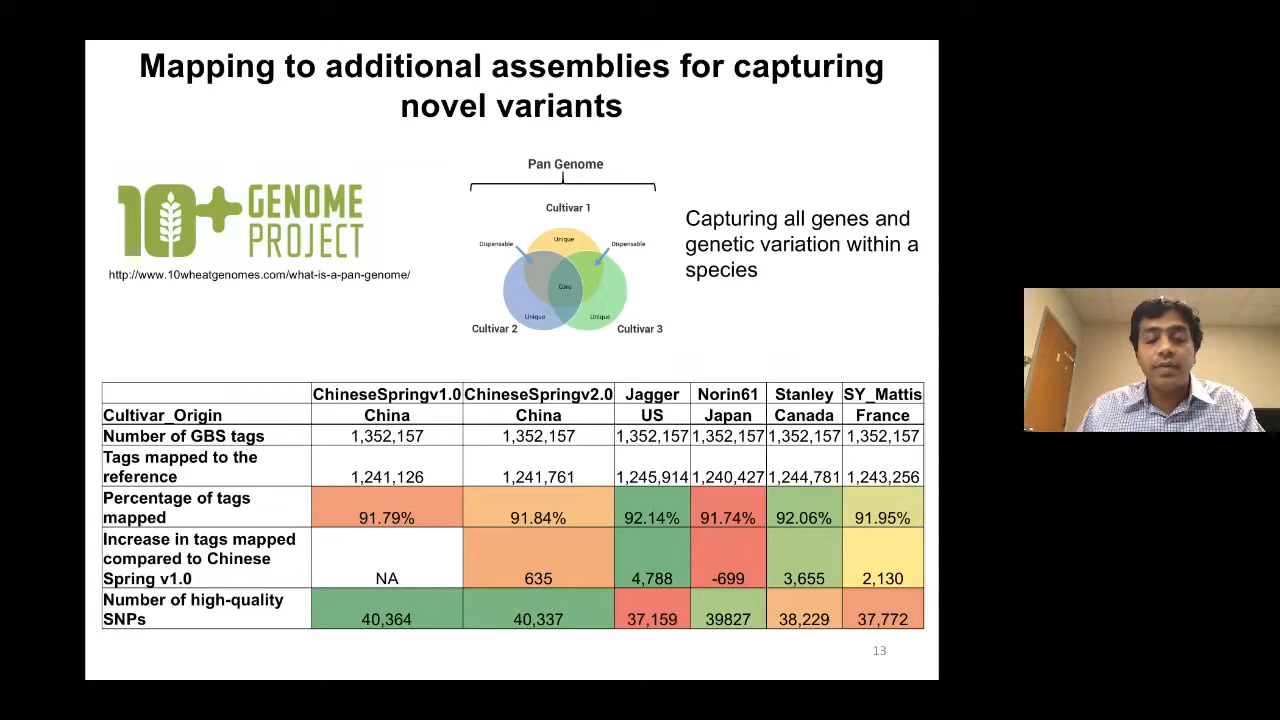 Mapping to additional assemblies for capturing
novel variants
10+ GENOME
PROJECT
http://www.10wheatgenomes.com/what-is-a-pan-genome/
Pan Genome
Cultivar 1
Unique
Dispensable
Dispensable
Core
Unique
Unique
Cultivar 2
Cultivar 3
Capturing all genes and
genetic variation within a
species
ChineseSpringv1.0 ChineseSpringv2.0 Jagger Norin61 Stanley SY_Mattis
Cultivar_Origin China China US Japan Canada France
Number of GBS tags 1,352,157 1,352,157 1,352,157 1,352,157 1,352,157 1,352,157
Tags mapped to the
reference 1,241,126 1,241,761 1,245,914 1,240,427 1,244,781 1,243,256
Percentage of tags
mapped 91.79% 91.84% 92.14% 91.74% 92.06% 91.95%
Increase in tags mapped
compared to Chinese
Spring v1.0 NA 635 4,788 -699 3,655 2,130
Number of high-quality
SNPs 40,364 40,337 37,159 39827 38,229 37,772
13